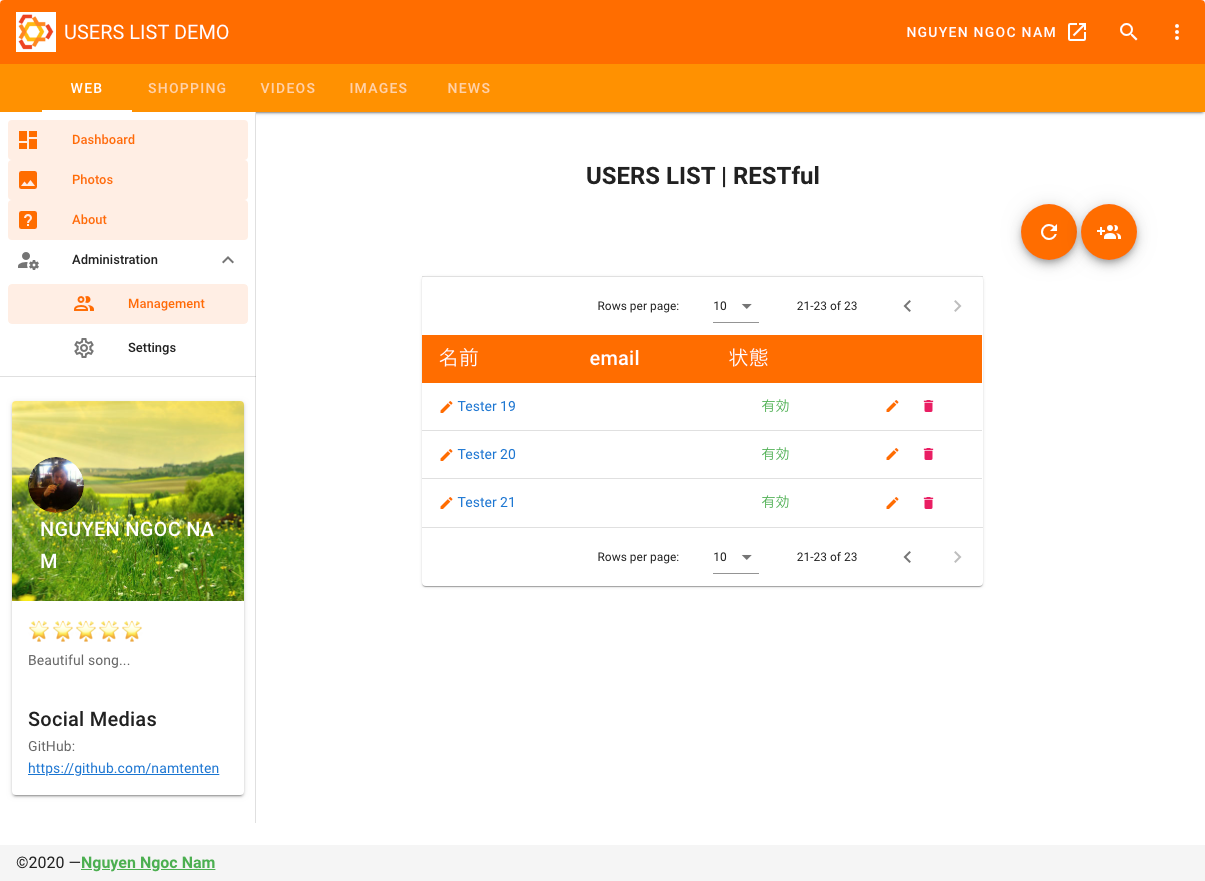 USERS LIST DEMO
NGUYEN NGOC NAM
WEB SHOPPING VIDEOS IMAGES NEWS
Dashboard
Photos
About
Administration
Management
Settings
NGUYEN NGOC NA
M
Beautiful song...
Social Medias
GitHub:
https://github.com/namtenten
USERS LIST | RESTful
Rows per page: 10 21-23 of 23
名前 email 状態
Tester 19 有効
Tester 20 有効
Tester 21 有効
Rows per page: 10 21-23 of 23
©2020 —Nguyen Ngoc Nam